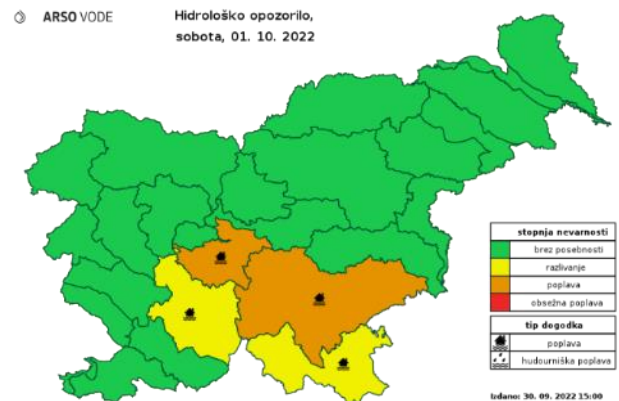 ARSO VODE
Hidrološko opozorilo,
sobota, 01. 10. 2022
stopnja nevarnosti
brez posebnosti
razlivanje
poplava
obsežna poplava
tip dogodka
poplava
hudourniška poplava
Izdano: 30. 09. 2022 15:00